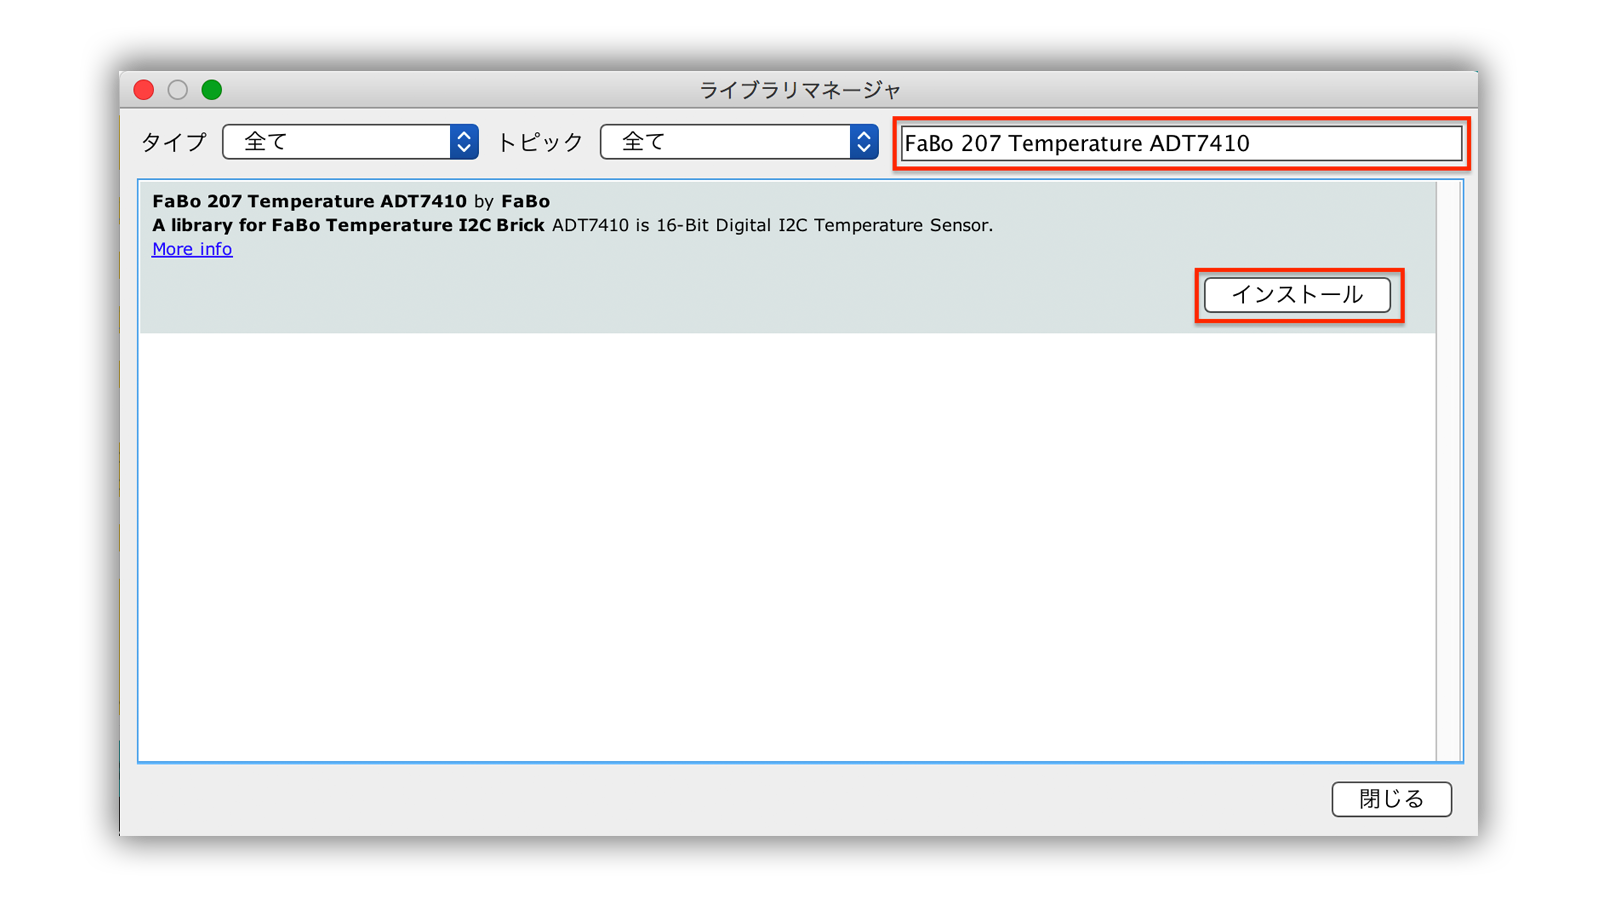 ライブラリマネージャ
タイプ 全て トピック 全て FaBo 207 Temperature ADT7410
FaBo 207 Temperature ADT7410 by FaBo
A library for FaBo Temperature I2C Brick ADT7410 is 16-Bit Digital I2C Temperature Sensor.
More info
インストール
閉じる